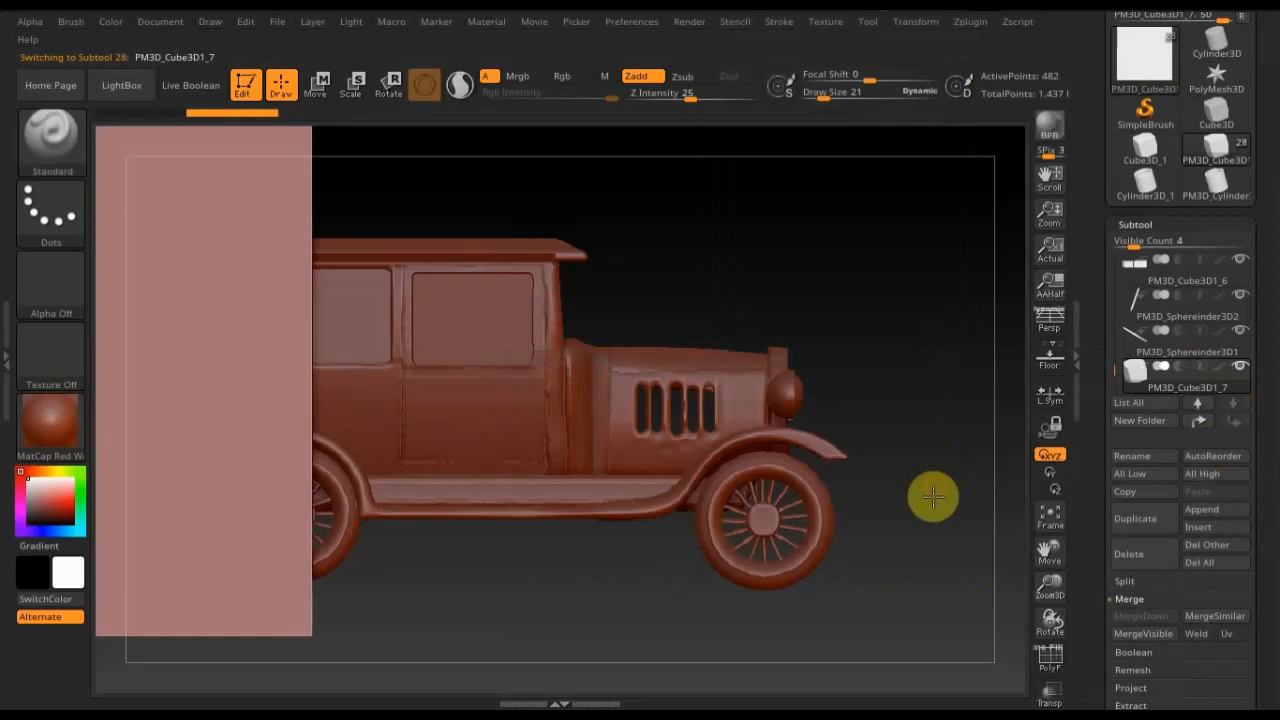 Alpha Brush Color Document Draw Edit File Layer Light Macro Marker Material Movie Picker Preferences Render Stencil Stroke Texture Tool Transform Zplugin Zscript
Help
Switching to Subtool 28: PM3D_Cube3D1_7
Home Page
LightBox
Live Boolean
Edit
Draw
Move
Scale
Rotate
A Mrgb Rgb M
Rgb Intensity
Zadd Zsub Zcut
Z Intensity 25
Focal Shift 0
Draw Size 21 Dynamic
S
D
ActivePoints: 482
TotalPoints: 1.437
Standard
Dots
Alpha Off
Texture Off
MatCap Red Wa
Gradient
SwitchColor
Alternate
BPR
SPix 3
Scroll
Zoom
Actual
AAHalf
Dynamic
Persp
Floor
L.Sym
XYZ
Frame
Move
Zoom3D
Rotate
PolyF
Transp
PM3D_Cube3D1_7. 50 R
Cylinder3D
PM3D_Cube3D
PolyMesh3D
SimpleBrush Cube3D
28
Cube3D_1 PM3D_Cube3D
Cylinder3D_1 PM3D_Cylinder
Subtool
Visible Count 4
PM3D_Cube3D1_6
PM3D_Sphereinder3D2
PM3D_Sphereinder3D1
PM3D_Cube3D1_7
List All
New Folder
Rename AutoReorder
All Low All High
Copy Paste
Duplicate Append
Insert
Delete Del Other
Del All
Split
Merge
MergeDown MergeSimilar
MergeVisible Weld Uv
Boolean
Remesh
Project
Extract